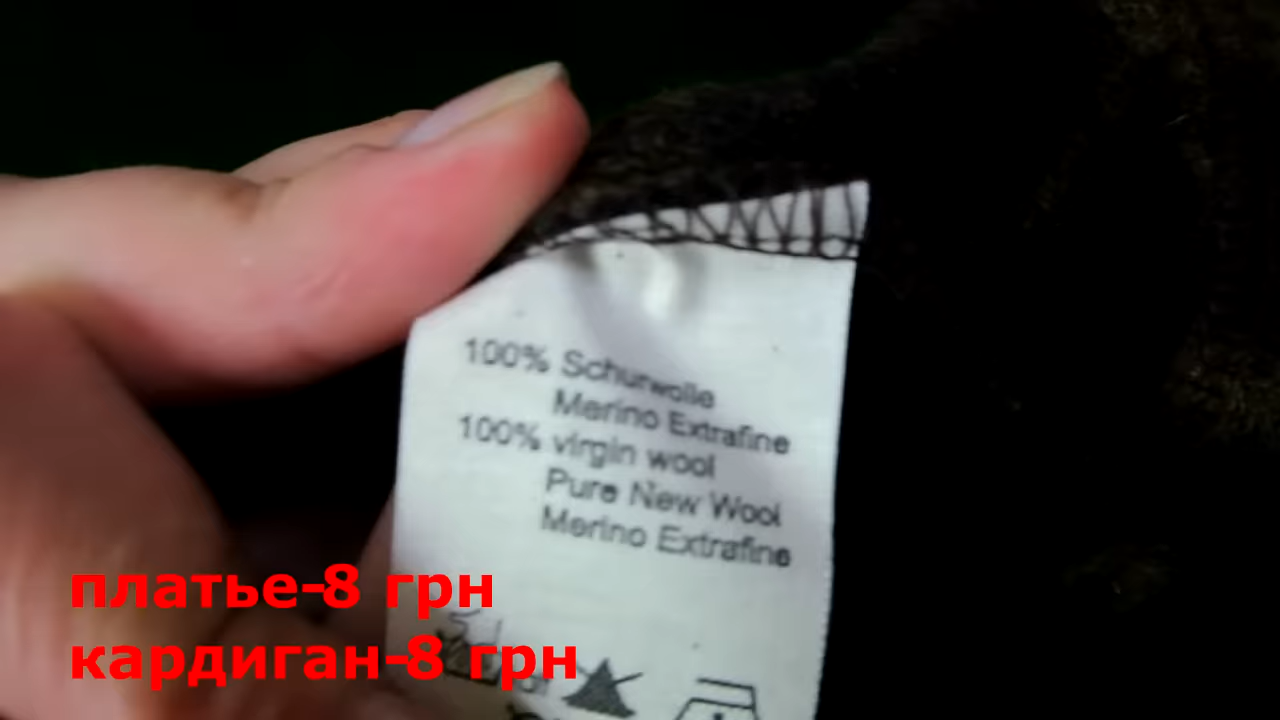 100% Schurwolle
Merino Extrafine
100% virgin wool
Pure New Wool
Merino Extrafine
платье-8 грн
кардиган-8 грн